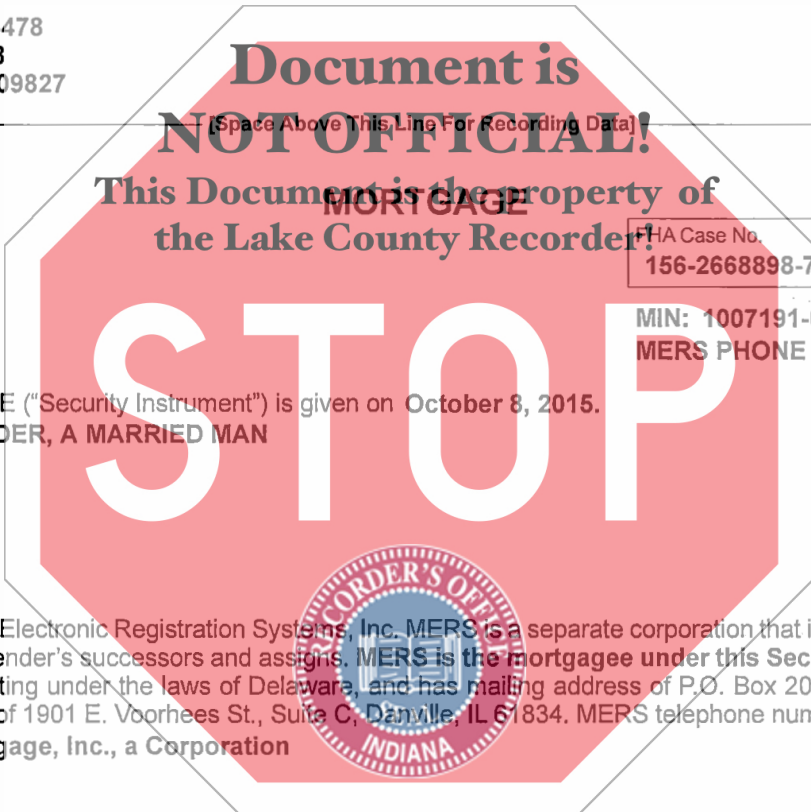 478
09827
Document is
NOT OFFICIAL!
[Space Above This Line For Recording Data]
This Document is the property of
MORTGAGE
the Lake County Recorder!
FHA Case No.
156-2668898-7
MIN: 1007191-
MERS PHONE
STOP
E (“Security Instrument”) is given on October 8, 2015.
DER, A MARRIED MAN
RECORDER'S OFFICE
Electronic Registration Systems, Inc. MERS is a separate corporation that
nder’s successors and assigns. MERS is the mortgagee under this Sec
ting under the laws of Delaware, and has mailing address of P.O. Box 20
of 1901 E. Voorhees St., Suite C, Danville, IL 61834. MERS telephone num
gage, Inc., a Corporation
INDIANA